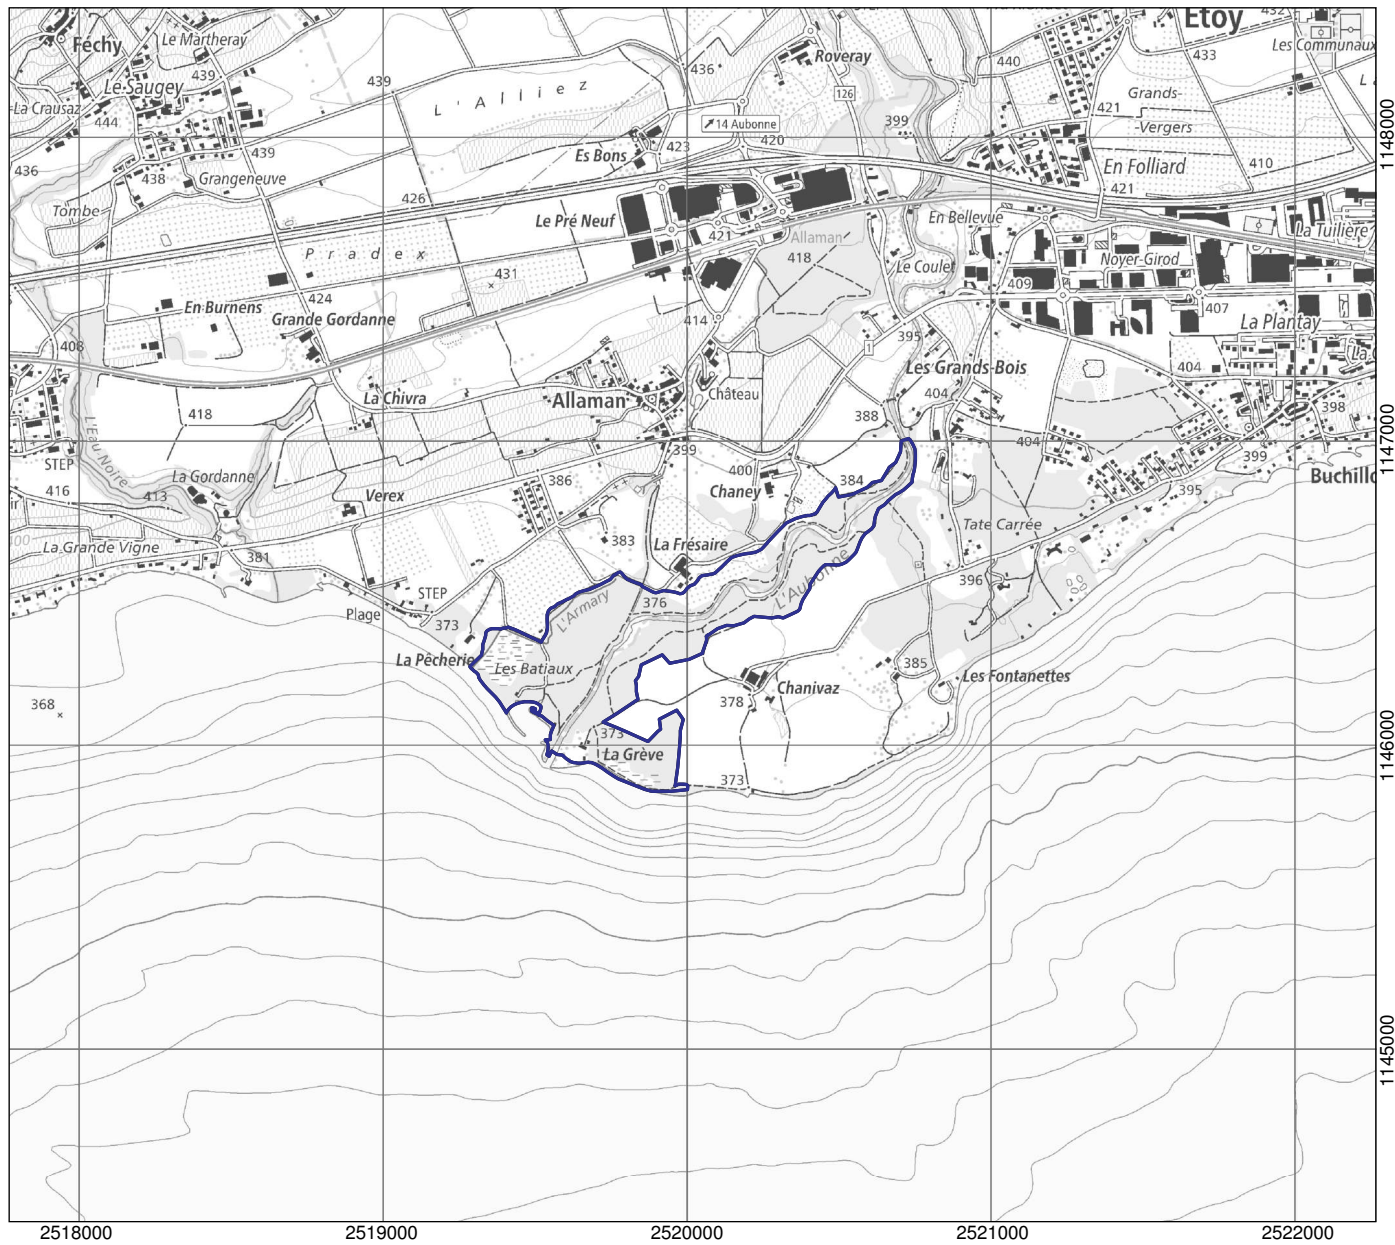 Etoy
432
Féchy
Le Martheray
Les Communaux
433
440
Roveray
439
436
439
Le Saugey
126
Grands-
-Vergers
L'Alliez
La Crausaz
444
421
399
14 Aubonne
1148000
420
423
439
Es Bons
436
438
Grangeneuve
410
En Folliard
421
426
Tombe
Le Pré Neuf
En Bellevue
La Tuilière
421
Allaman
Pradex
418
Noyer-Girod
Le Coulet
431
409
424
En Burnens
407
Grande Gordanne
414
La Plantay
395
408
1
Les Grands-Bois
404
Château
404
La Chivra
Allaman
398
418
388
L'Eau Noire
404
1147000
399
STEP
400
399
La Gordanne
386
384
Buchillo
416
413
Verex
Chaney
395
Tate Carrée
383
La Frésaire
La Grande Vigne
381
396
STEP
376
L'Armary
L'Aubonne
Plage
373
La Pêcherie
Les Batiaux
385
Les Fontanettes
Chanivaz
378
368
373
1146000
La Grève
373
1145000
2518000
2519000
2520000
2521000
2522000